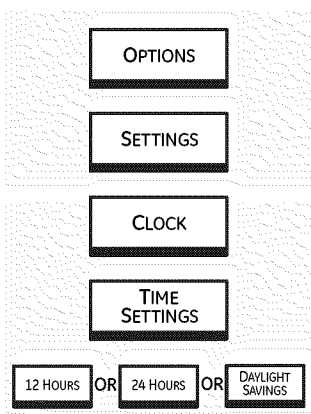 OPTIONS
SETTINGS
CLOCK
TIME
SETTINGS
12 HOURS OR 24 HOURS OR DAYLIGHT
SAVINGS